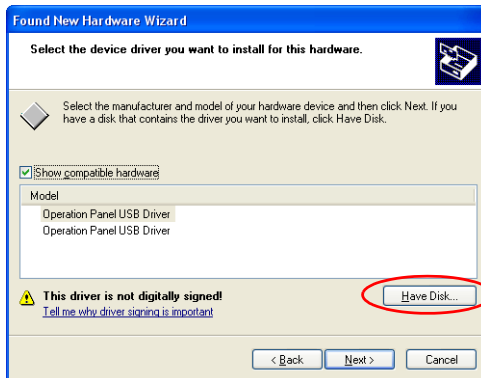 Found New Hardware Wizard
Select the device driver you want to install for this hardware.
Select the manufacturer and model of your hardware device and then click Next. If you
have a disk that contains the driver you want to install, click Have Disk.
Show compatible hardware
Model
Operation Panel USB Driver
Operation Panel USB Driver
This driver is not digitally signed!
Tell me why driver signing is important
Have Disk...
< Back
Next >
Cancel